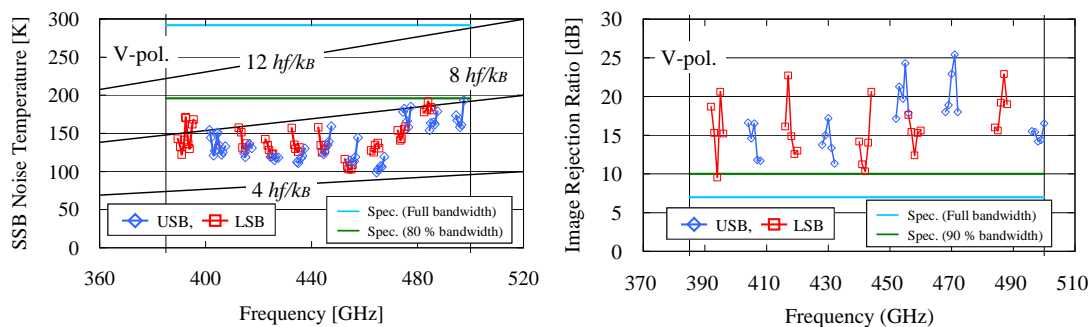 SSB Noise Temperature [K]
300
250
200
150
100
50
0
V-pol.
12 hf/kB
8 hf/kB
4 hf/kB
USB, LSB
Spec. (Full bandwidth)
Spec. (80 % bandwidth)
360 400 440 480 520
Frequency [GHz]
Image Rejection Ratio [dB]
30
25
20
15
10
5
0
V-pol.
USB, LSB
Spec. (Full bandwidth)
Spec. (90 % bandwidth)
370 390 410 430 450 470 490 510
Frequency (GHz)